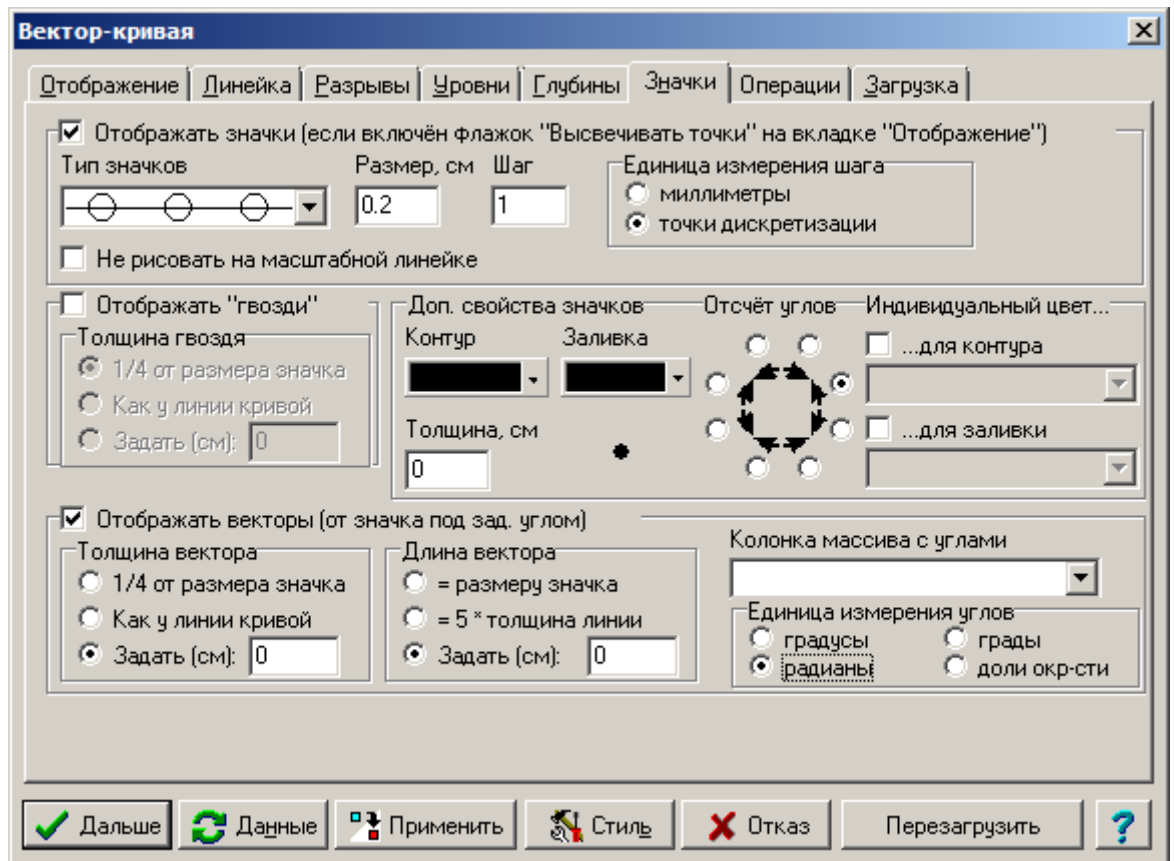 Вектор-кривая
Отображение Линейка Разрывы Уровни Глубины Значки Операции Загрузка
Отображать значки (если включён флажок "Высвечивать точки" на вкладке "Отображение")
Тип значков Размер, см Шаг Единица измерения шага
0.2 1 миллиметры
точки дискретизации
Не рисовать на масштабной линейке
Отображать "гвозди" Доп. свойства значков Отсчёт углов Индивидуальный цвет...
Толщина гвоздя Контур Заливка ...для контура
1/4 от размера значка
Как у линии кривой
Задать (см): 0 Толщина, см ...для заливки
0
Отображать векторы (от значка под зад. углом)
Толщина вектора Длина вектора Колонка массива с углами
1/4 от размера значка = размеру значка
Как у линии кривой = 5 * толщина линии Единица измерения углов
Задать (см): 0 Задать (см): 0 градусы грады
радианы доли окр-сти
Дальше Данные Применить Стиль Отказ Перезагрузить ?